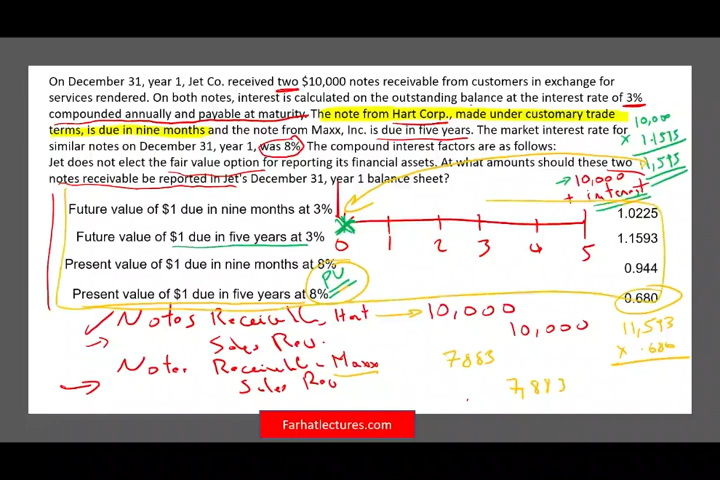 On December 31, year 1, Jet Co. received two $10,000 notes receivable from customers in exchange for
services rendered. On both notes, interest is calculated on the outstanding balance at the interest rate of 3%
compounded annually and payable at maturity. The note from Hart Corp., made under customary trade
terms, is due in nine months and the note from Maxx, Inc. is due in five years. The market interest rate for
similar notes on December 31, year 1, was 8%. The compound interest factors are as follows:
Jet does not elect the fair value option for reporting its financial assets. At what amounts should these two
notes receivable be reported in Jet's December 31, year 1 balance sheet?
10,000
x 1.1593
11,593
→ 10,000
+ interest
Future value of $1 due in nine months at 3% 1.0225
Future value of $1 due in five years at 3% 1.1593
Present value of $1 due in nine months at 8% 0.944
Present value of $1 due in five years at 8% 0.680
0 1 2 3 4 5
PV
Notes Receivable Hart → 10,000
Sales Rev. 10,000
Notes Receivable - Maxx 7883
Sales Rev 7,883
11,593
x .680
Farhatlectures.com